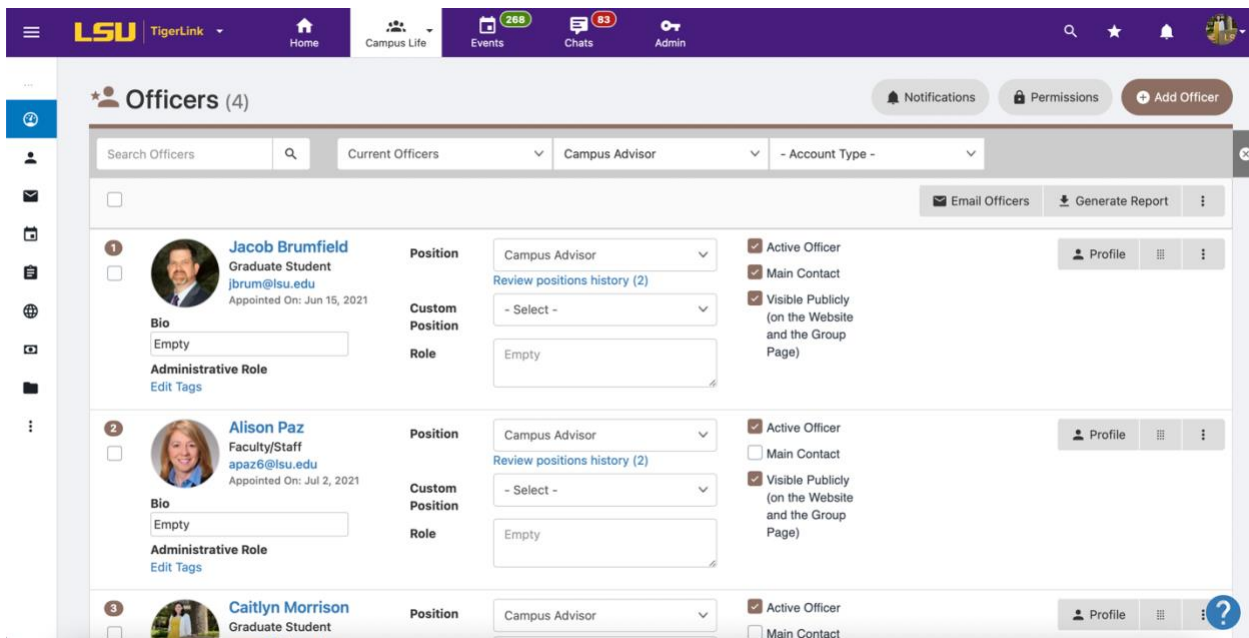 LSU TigerLink
Home
Campus Life
268
Events
83
Chats
Admin
...
Officers (4)
Notifications
Permissions
Add Officer
Search Officers
Current Officers
Campus Advisor
- Account Type -
Email Officers
Generate Report
1
Jacob Brumfield
Graduate Student
jbrum@lsu.edu
Appointed On: Jun 15, 2021
Bio
Empty
Administrative Role
Edit Tags
Position
Campus Advisor
Review positions history (2)
Custom
Position
- Select -
Role
Empty
Active Officer
Main Contact
Visible Publicly
(on the Website
and the Group
Page)
Profile
2
Alison Paz
Faculty/Staff
apaz6@lsu.edu
Appointed On: Jul 2, 2021
Bio
Empty
Administrative Role
Edit Tags
Position
Campus Advisor
Review positions history (2)
Custom
Position
- Select -
Role
Empty
Active Officer
Main Contact
Visible Publicly
(on the Website
and the Group
Page)
Profile
3
Caitlyn Morrison
Graduate Student
Position
Campus Advisor
Active Officer
Main Contact
Profile
?